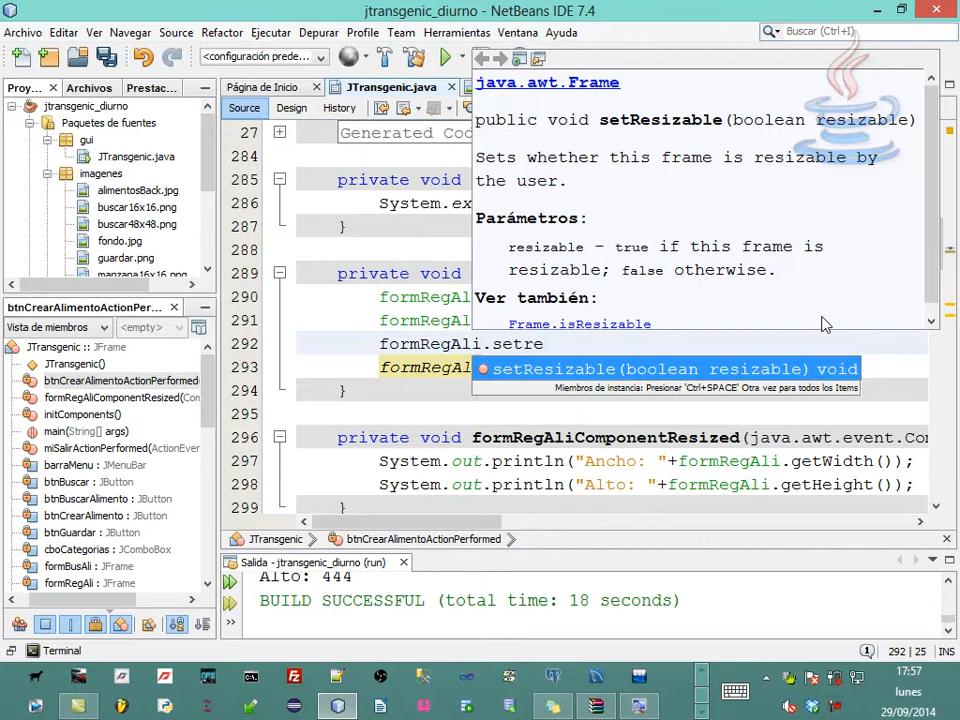 jtransgenic_diurno - NetBeans IDE 7.4
Archivo Editar Ver Navegar Source Refactor Ejecutar Depurar Profile Team Herramientas Ventana Ayuda
Buscar (Ctrl+I)
<configuración prede...
Proy... Archivos Prestac...
Página de Inicio JTransgenic.java
Source Design History
jtransgenic_diurno
Paquetes de fuentes
gui
JTransgenic.java
imagenes
alimentosBack.jpg
buscar16x16.png
buscar48x48.png
fondo.jpg
guardar.png
manzana16x16.png
btnCrearAlimentoActionPer...
Vista de miembros <empty>
JTransgenic :: JFrame
JTransgenic()
btnCrearAlimentoActionPerformed
formRegAliComponentResized(Co
initComponents()
main(String[] args)
miSalirActionPerformed(ActionEver
barraMenu : JMenuBar
btnBuscar : JButton
btnBuscarAlimento : JButton
btnCrearAlimento : JButton
btnGuardar : JButton
cboCategorias : JComboBox
formBusAli : JFrame
formRegAli : JFrame
27 Generated Cod
284
285 private void
286 System.ex
287 }
288
289 private void
290 formRegAl
291 formRegAl
292 formRegAli.setre
293 formRegAl
294 }
295
296 private void formRegAliComponentResized(java.awt.event.Co
297 System.out.println("Ancho: "+formRegAli.getWidth());
298 System.out.println("Alto: "+formRegAli.getHeight());
299 }
java.awt.Frame
public void setResizable(boolean resizable)
Sets whether this frame is resizable by
the user.
Parámetros:
resizable - true if this frame is
resizable; false otherwise.
Ver también:
Frame.isResizable
setResizable(boolean resizable) void
Miembros de instancia: Presionar 'Ctrl+SPACE' Otra vez para todos los Items
JTransgenic btnCrearAlimentoActionPerformed
Salida - jtransgenic_diurno (run)
Alto: 444
BUILD SUCCESSFUL (total time: 18 seconds)
Terminal
1 292 | 25 INS
17:57
lunes
29/09/2014